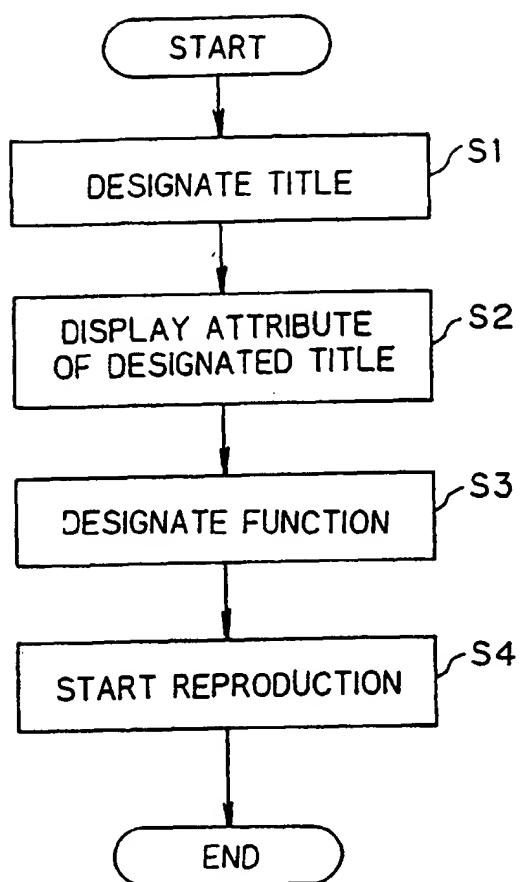 START
DESIGNATE TITLE
S1
DISPLAY ATTRIBUTE
OF DESIGNATED TITLE
S2
DESIGNATE FUNCTION
S3
START REPRODUCTION
S4
END